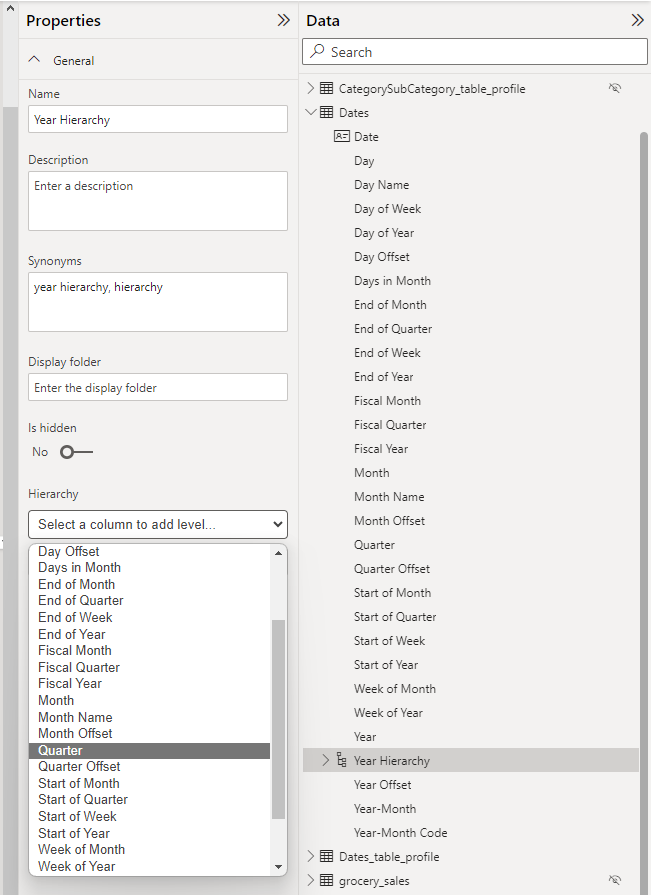 Properties
General
Name
Year Hierarchy
Description
Enter a description
Synonyms
year hierarchy, hierarchy
Display folder
Enter the display folder
Is hidden
No
Hierarchy
Select a column to add level...
Day Offset
Days in Month
End of Month
End of Quarter
End of Week
End of Year
Fiscal Month
Fiscal Quarter
Fiscal Year
Month
Month Name
Month Offset
Quarter
Quarter Offset
Start of Month
Start of Quarter
Start of Week
Start of Year
Week of Month
Week of Year
Data
Search
CategorySubCategory_table_profile
Dates
Date
Day
Day Name
Day of Week
Day of Year
Day Offset
Days in Month
End of Month
End of Quarter
End of Week
End of Year
Fiscal Month
Fiscal Quarter
Fiscal Year
Month
Month Name
Month Offset
Quarter
Quarter Offset
Start of Month
Start of Quarter
Start of Week
Start of Year
Week of Month
Week of Year
Year
Year Hierarchy
Year Offset
Year-Month
Year-Month Code
Dates_table_profile
grocery_sales